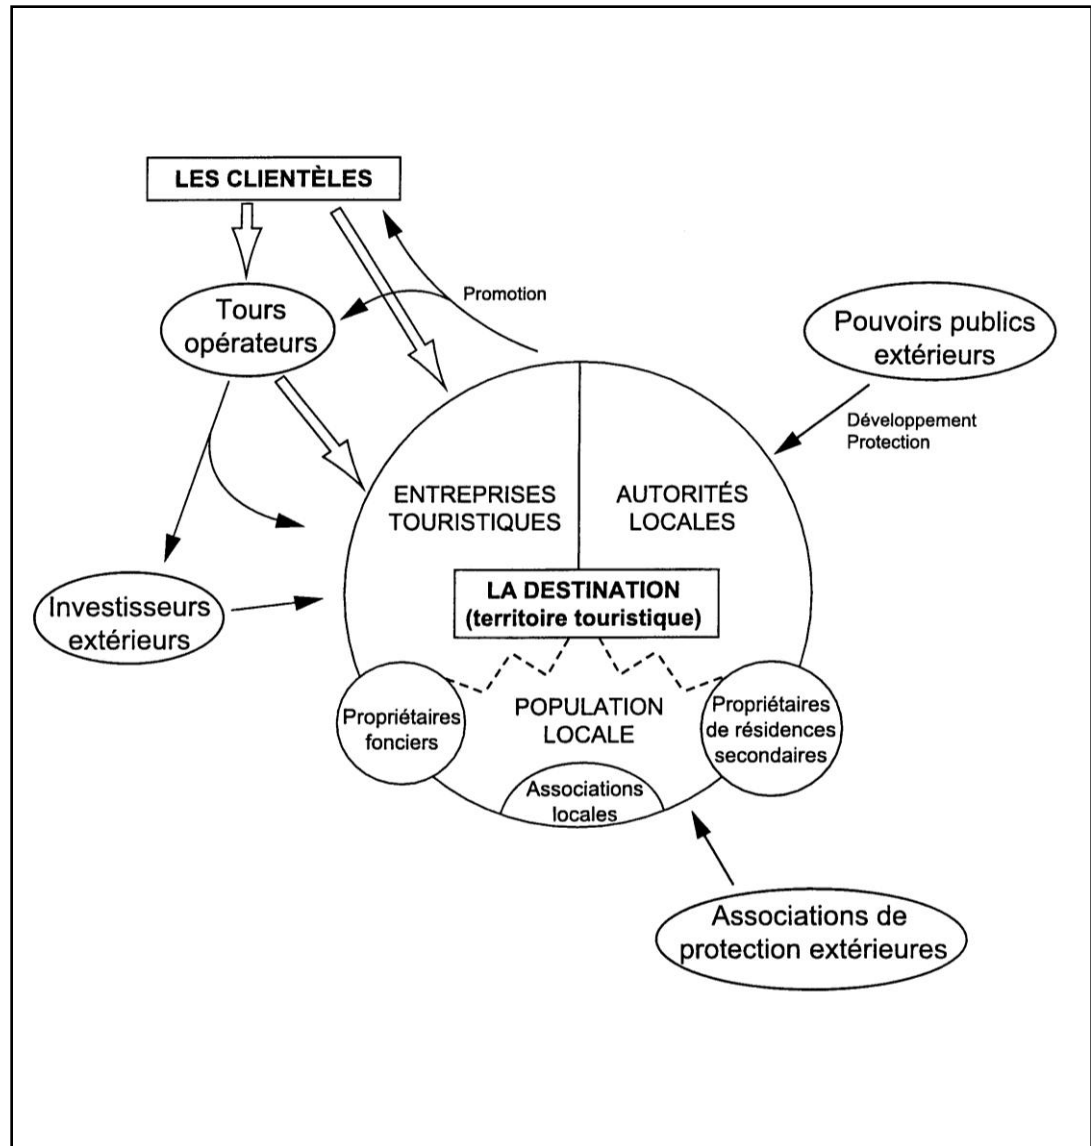 LES CLIENTÈLES
Tours
opérateurs
Promotion
Pouvoirs publics
extérieurs
Développement
Protection
ENTREPRISES
TOURISTIQUES
AUTORITÉS
LOCALES
LA DESTINATION
(territoire touristique)
Investisseurs
extérieurs
Propriétaires
fonciers
POPULATION
LOCALE
Propriétaires
de résidences
secondaires
Associations
locales
Associations de
protection extérieures